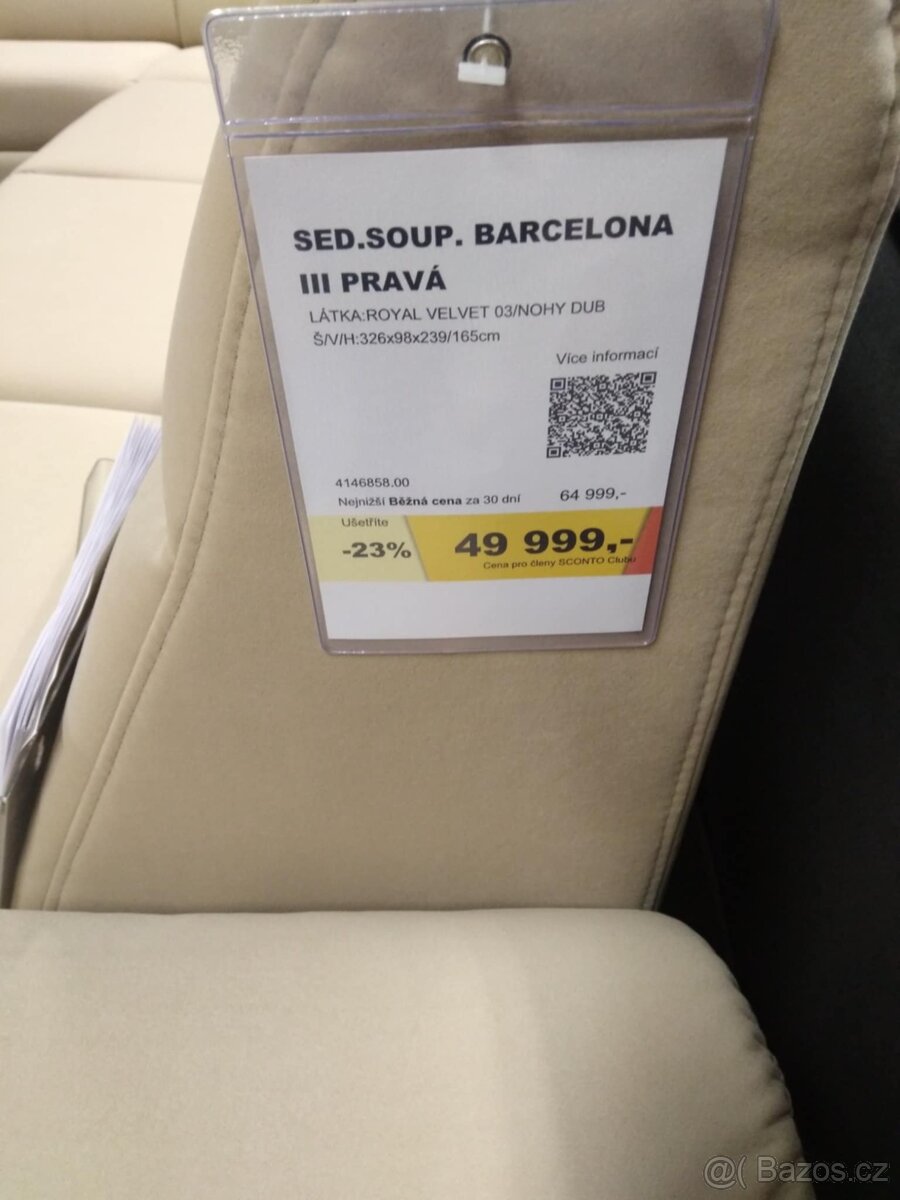 SED.SOUP. BARCELONA
III PRAVÁ
LÁTKA:ROYAL VELVET 03/NOHY DUB
Š/V/H:326x98x239/165cm
Více informací
4146858.00
Nejnižší Běžná cena za 30 dní 64 999,-
Ušetříte
-23% 49 999,-
Cena pro členy SCONTO Clubu
@( Bazos.cz